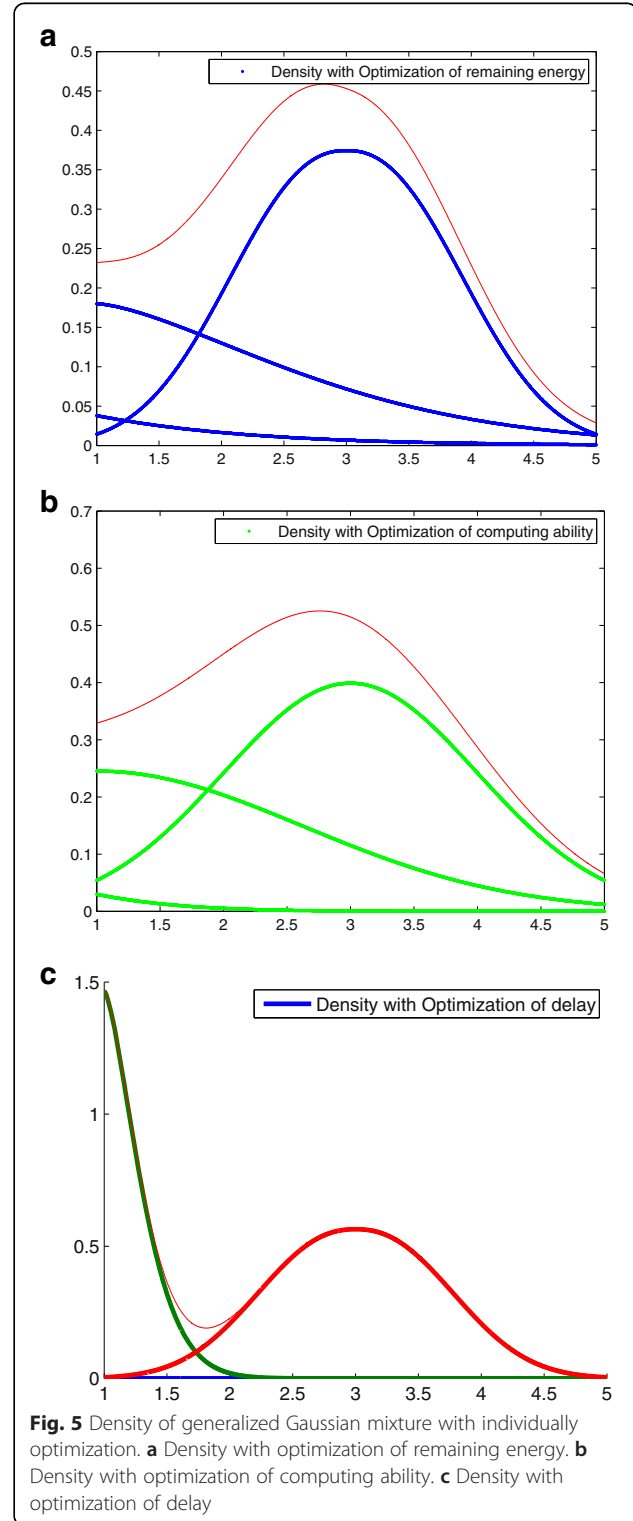 a
0.5
Density with Optimization of remaining energy
0.45
0.4
0.35
0.3
0.25
0.2
0.15
0.1
0.05
0
1 1.5 2 2.5 3 3.5 4 4.5 5
b
0.7
Density with Optimization of computing ability
0.6
0.5
0.4
0.3
0.2
0.1
0
1 1.5 2 2.5 3 3.5 4 4.5 5
c
1.5
Density with Optimization of delay
1
0.5
0
1 1.5 2 2.5 3 3.5 4 4.5 5
Fig. 5 Density of generalized Gaussian mixture with individually
optimization. a Density with optimization of remaining energy. b
Density with optimization of computing ability. c Density with
optimization of delay